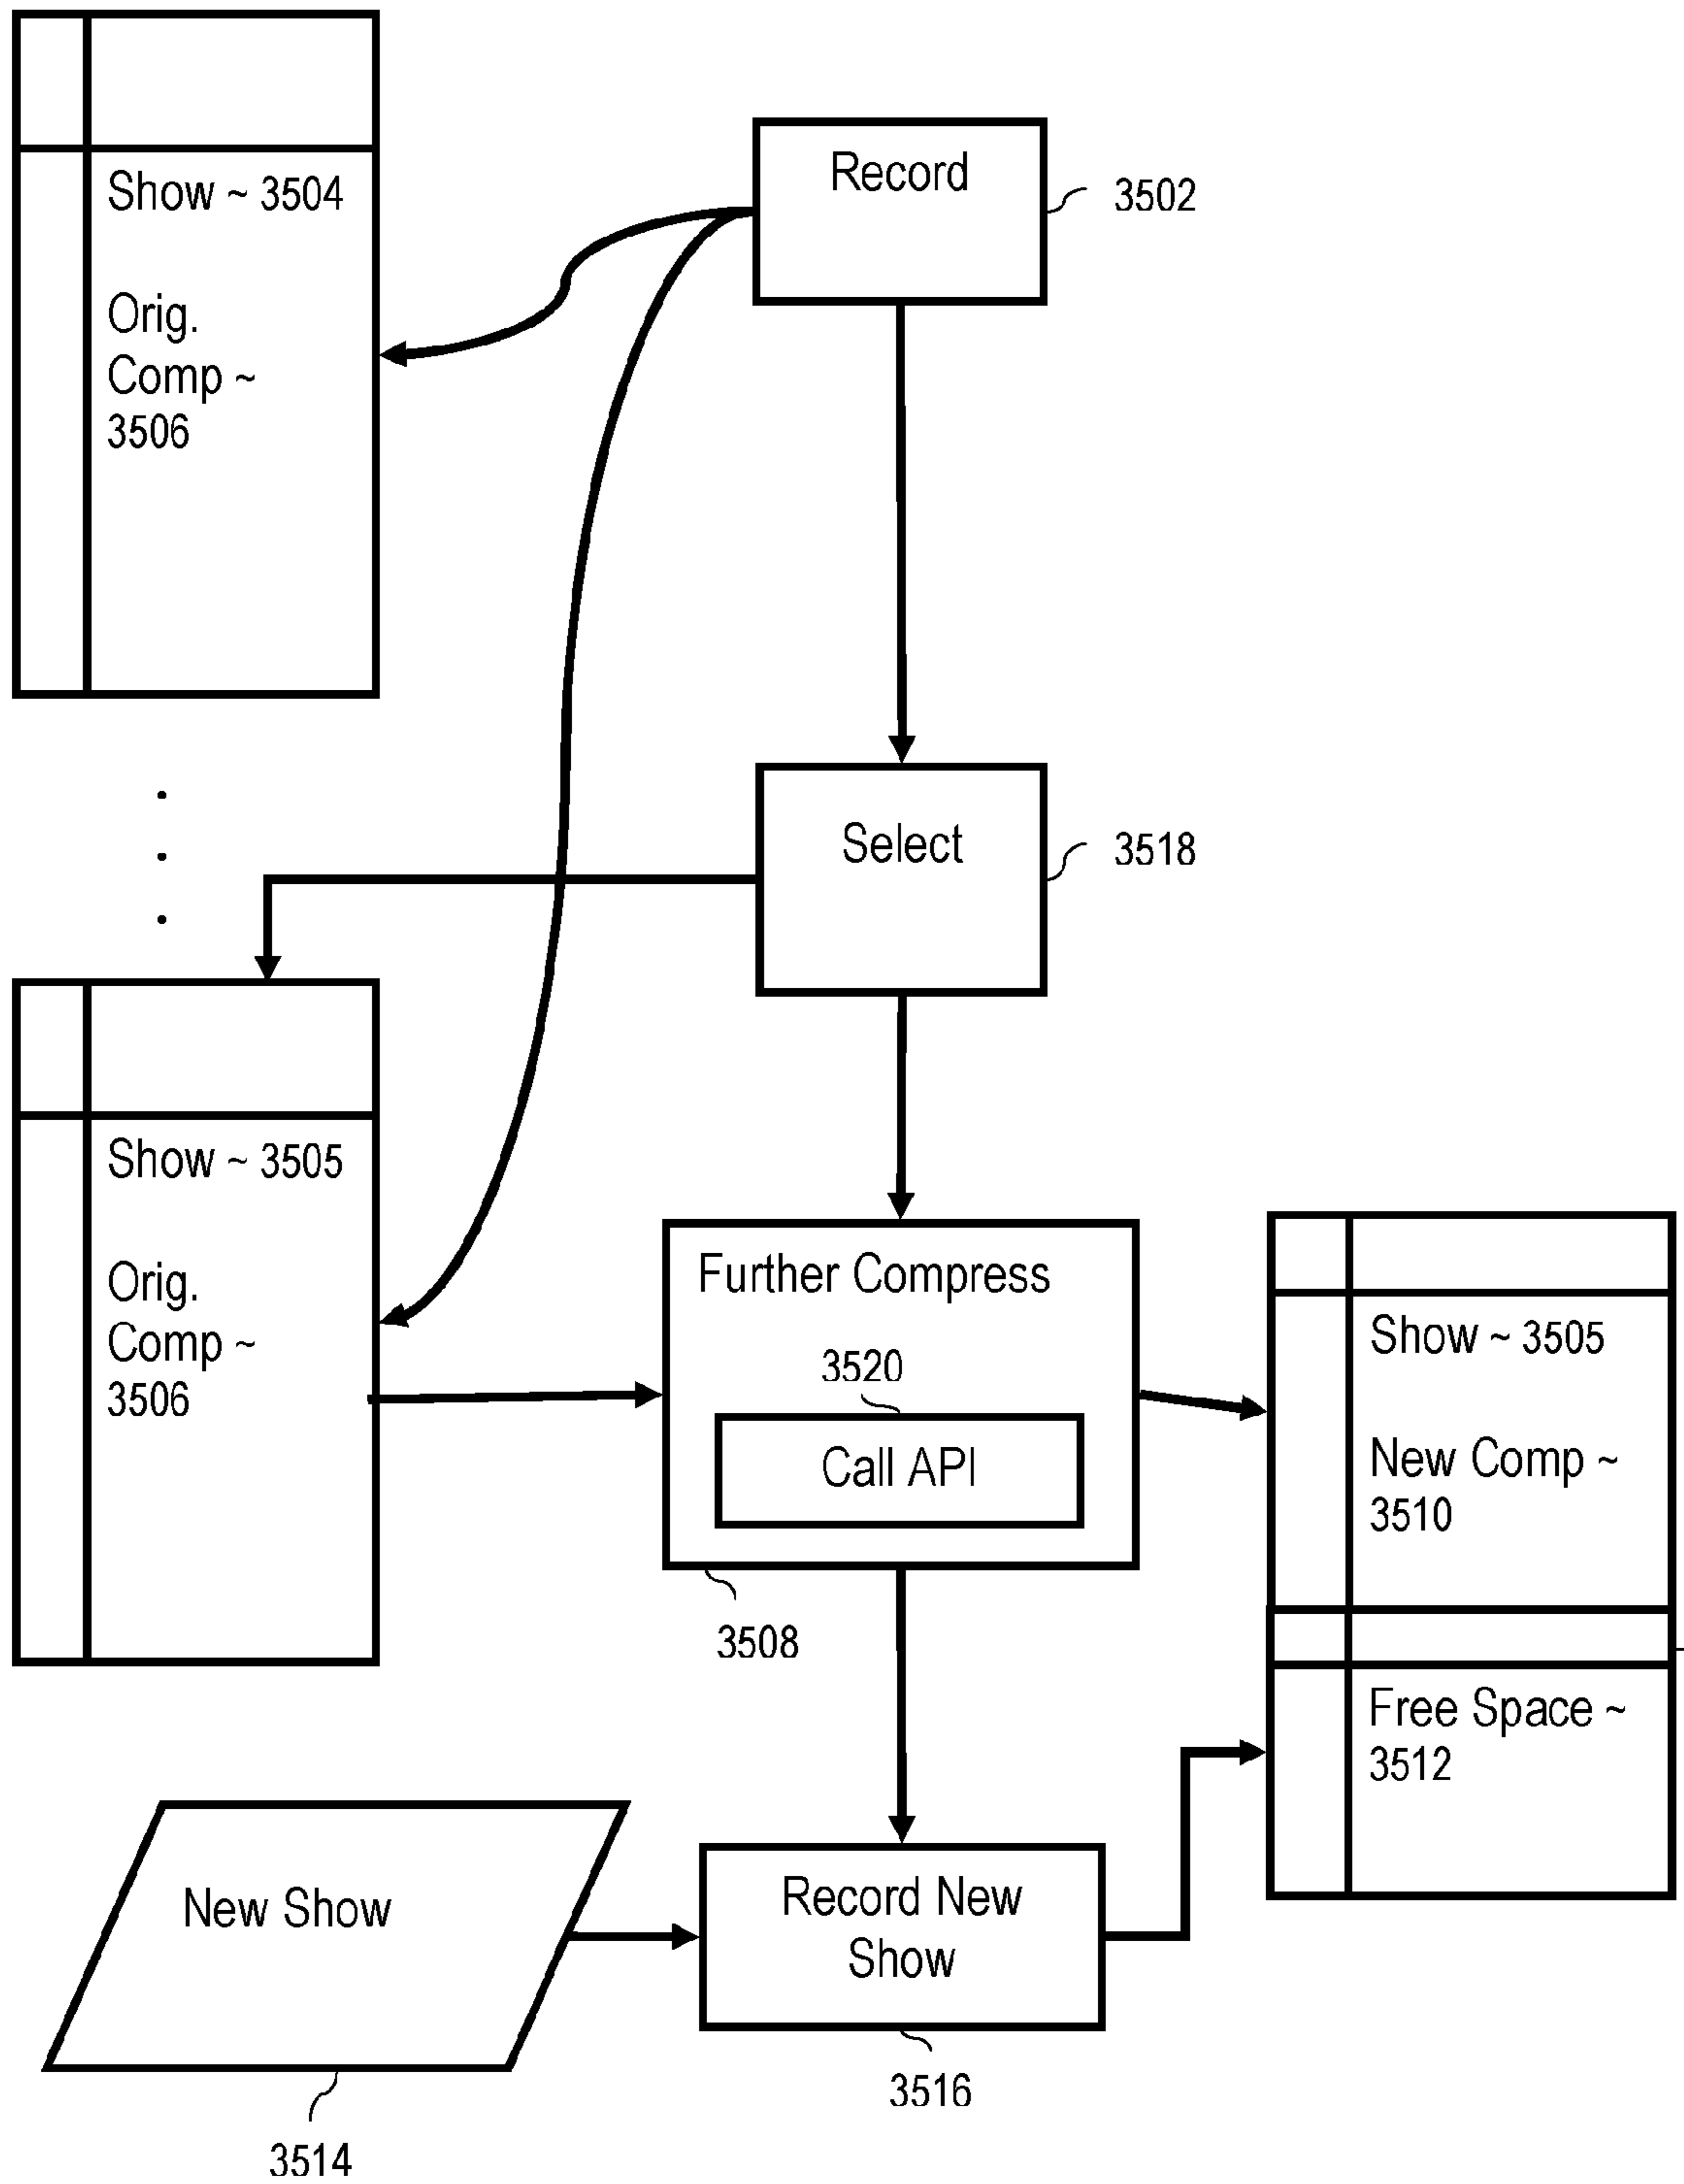 Record
3502
Show ~ 3504
Orig.
Comp ~
3506
Select
3518
Show ~ 3505
Orig.
Comp ~
3506
Further Compress
3520
Call API
3508
Show ~ 3505
New Comp ~
3510
Free Space ~
3512
New Show
3514
Record New
Show
3516